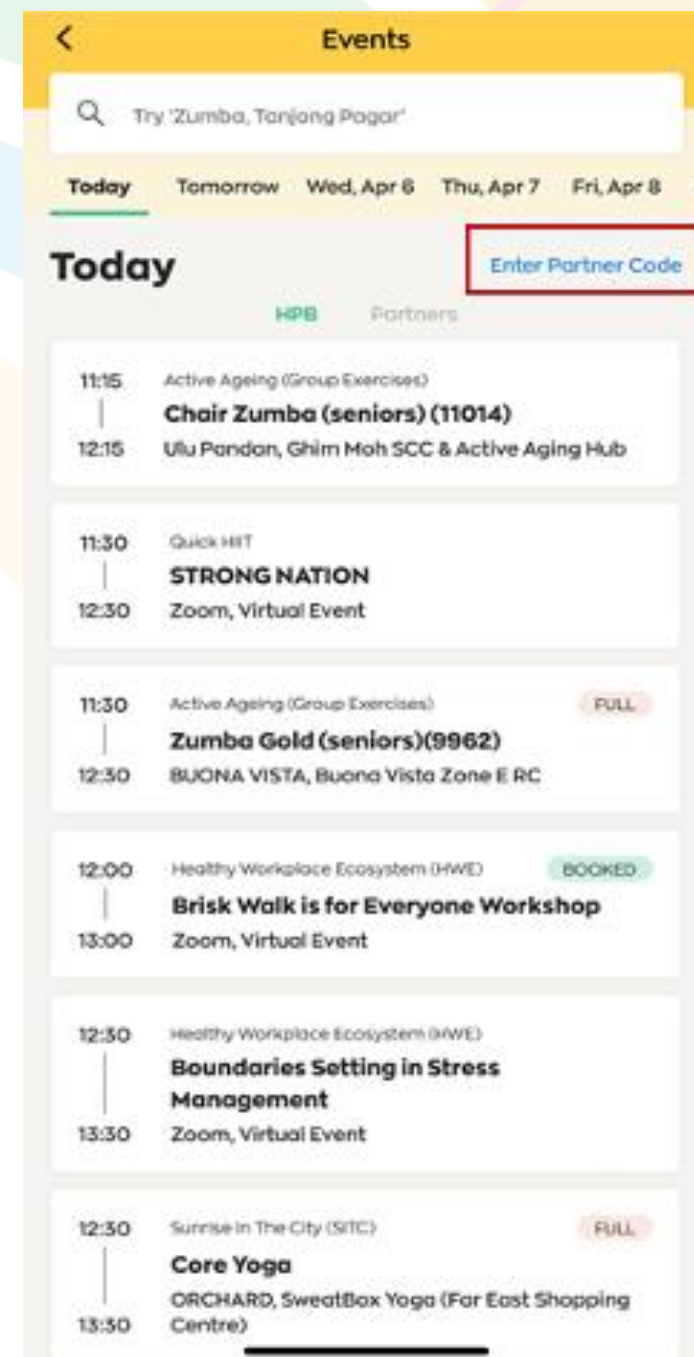 Events
Try 'Zumba, Tanjong Pagar'
Today Tomorrow Wed, Apr 6 Thu, Apr 7 Fri, Apr 8
Today
Enter Partner Code
HPB Partners
11:15
Active Ageing (Group Exercises)
Chair Zumba (seniors) (11014)
12:15
Ulu Pandan, Ghim Moh SCC & Active Aging Hub
11:30
Quick HIIT
STRONG NATION
12:30
Zoom, Virtual Event
11:30
Active Ageing (Group Exercises)
FULL
Zumba Gold (seniors)(9962)
12:30
BUONA VISTA, Buona Vista Zone E RC
12:00
Healthy Workplace Ecosystem (HWE)
BOOKED
Brisk Walk is for Everyone Workshop
13:00
Zoom, Virtual Event
12:30
Healthy Workplace Ecosystem (HWE)
Boundaries Setting in Stress
Management
13:30
Zoom, Virtual Event
12:30
Sunrise In The City (SITC)
FULL
Core Yoga
ORCHARD, SweatBox Yoga (Far East Shopping
13:30
Centre)